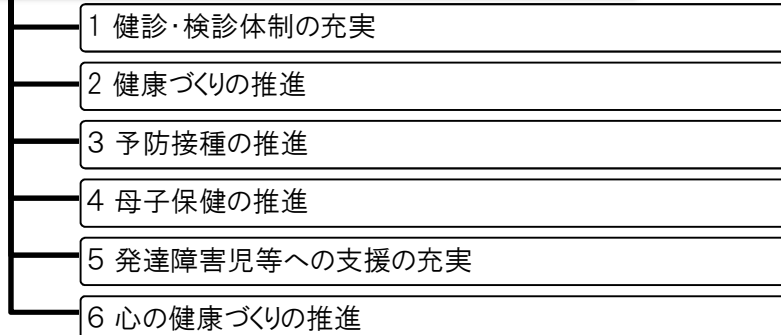 1 健診・検診体制の充実
2 健康づくりの推進
3 予防接種の推進
4 母子保健の推進
5 発達障害児等への支援の充実
6 心の健康づくりの推進